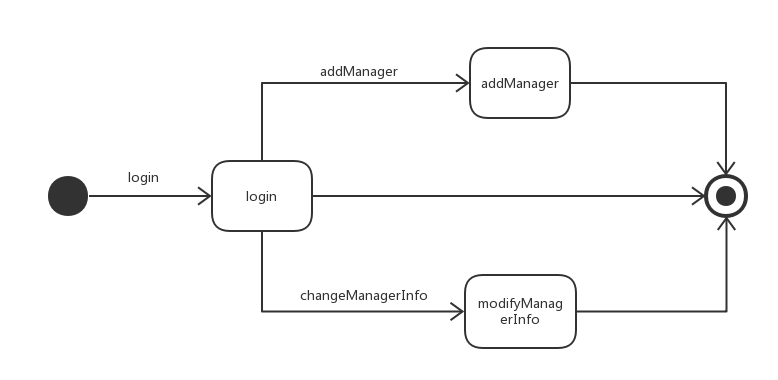 addManager
addManager
login
login
changeManagerInfo
modifyManag
erInfo